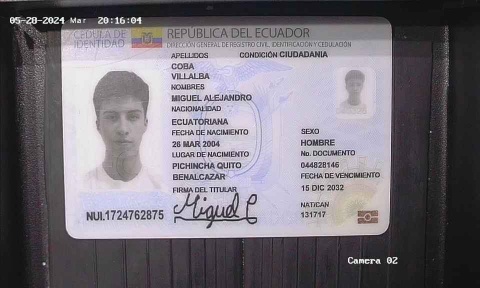 05-28-2024 Mar 20:16:04
CÉDULA DE IDENTIDAD
REPÚBLICA DEL ECUADOR
DIRECCIÓN GENERAL DE REGISTRO CIVIL, IDENTIFICACIÓN Y CEDULACIÓN
APELLIDOS
CONDICIÓN CIUDADANÍA
COBA
VILLALBA
NOMBRES
MIGUEL ALEJANDRO
NACIONALIDAD
ECUATORIANA
FECHA DE NACIMIENTO
26 MAR 2004
LUGAR DE NACIMIENTO
PICHINCHA QUITO
BENALCAZAR
FIRMA DEL TITULAR
Miguel C
SEXO
HOMBRE
No. DOCUMENTO
044828146
FECHA DE VENCIMIENTO
15 DIC 2032
NAT/CAN
131717
NUI.1724762875
Camera 02